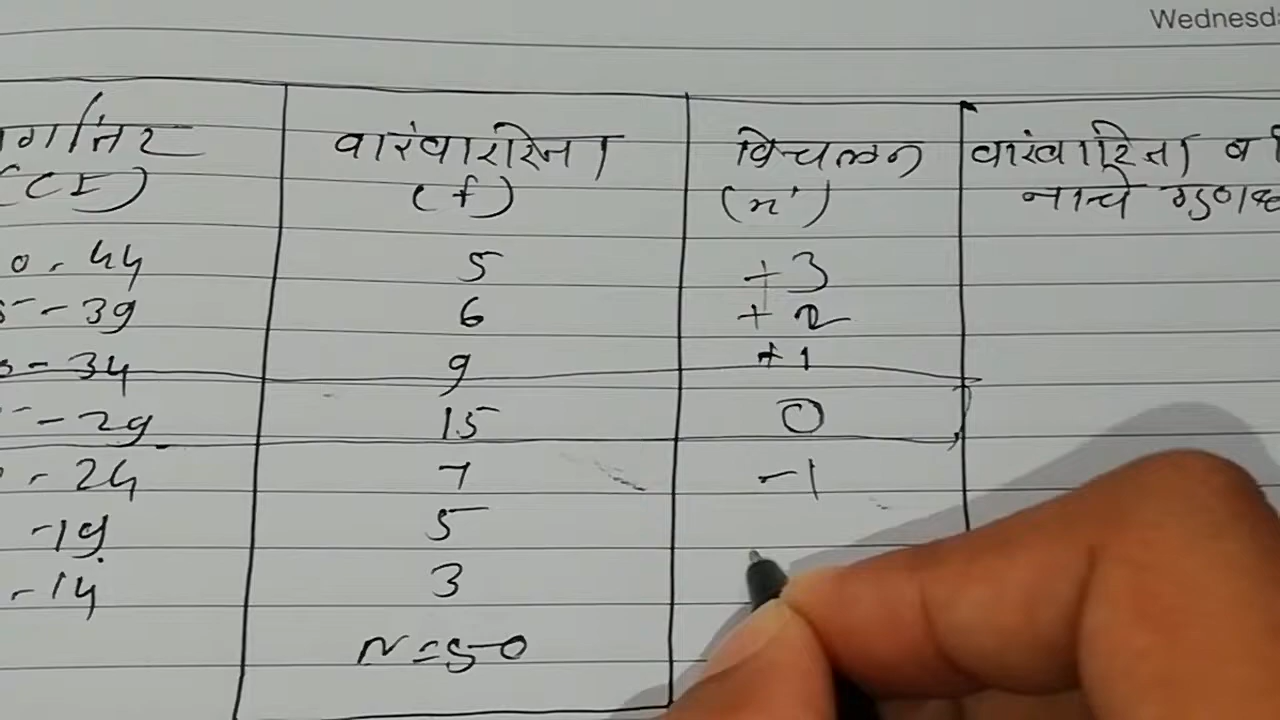 Wednesd
वारंवारिता विचलन वारंवारिता व
(CI) (f) (x') नाचे
44 5 +3
- 39 6 + 2
- 34 9 +1
- 29 15 0
- 24 7 -1
- 19 5
- 14 3
N = 50